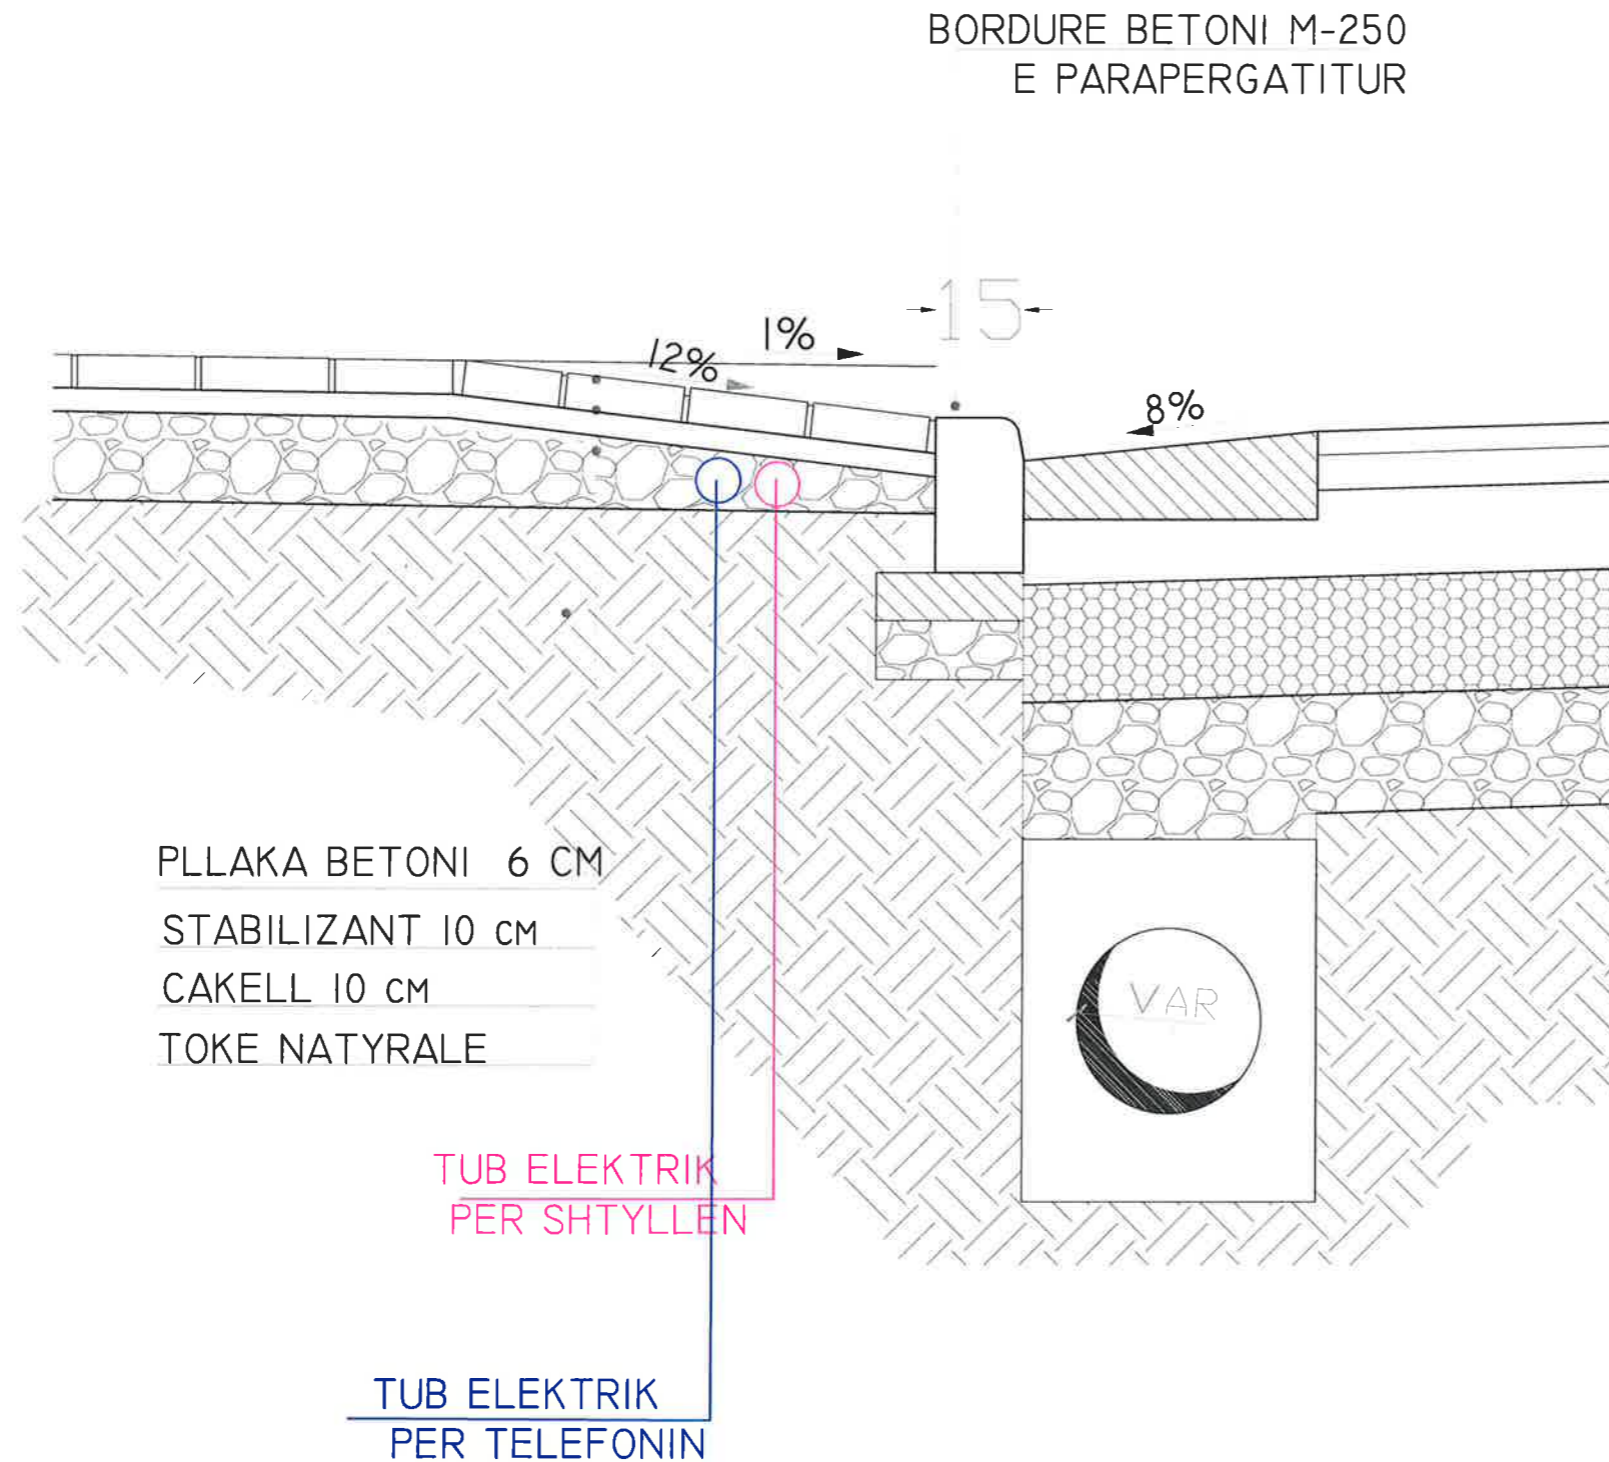 BORDURE BETONI M-250
E PARAPERGATITUR
15
1%
12%
8%
PLLAKA BETONI 6 CM
STABILIZANT 10 CM
CAKELL 10 CM
TOKE NATYRALE
VAR
TUB ELEKTRIK
PER SHTYLLEN
TUB ELEKTRIK
PER TELEFONIN